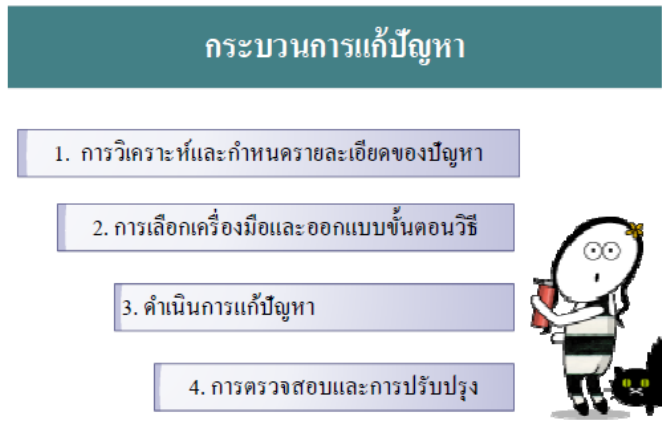 กระบวนการแก้ปัญหา
1. การวิเคราะห์และกำหนดรายละเอียดของปัญหา
2. การเลือกเครื่องมือและออกแบบขั้นตอนวิธี
3. ดำเนินการแก้ปัญหา
4. การตรวจสอบและการปรับปรุง